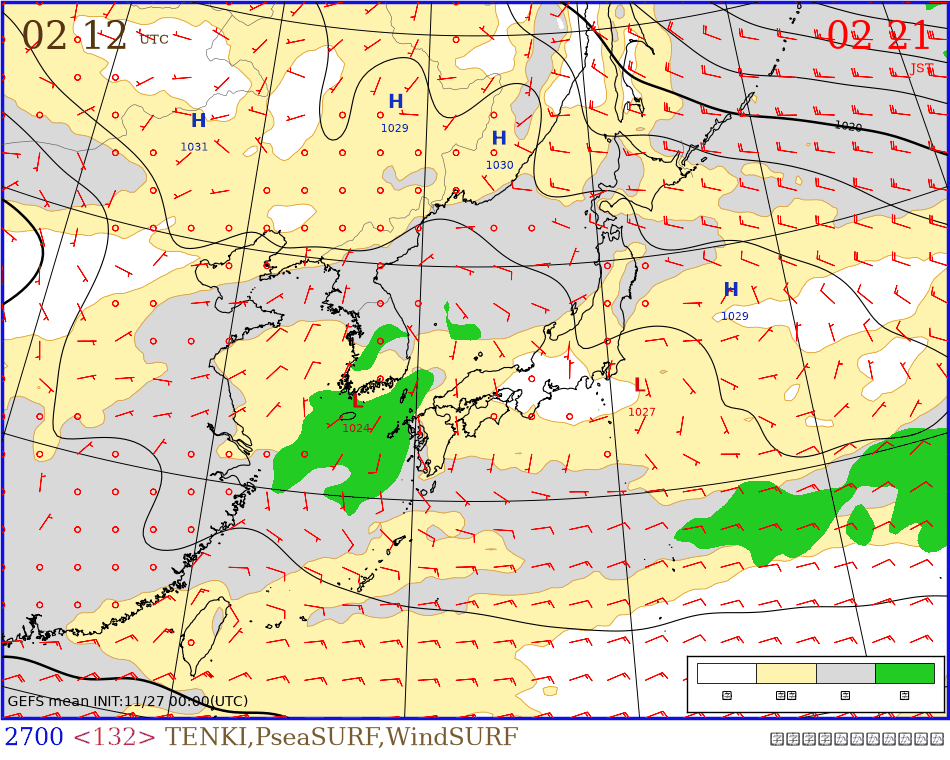 02 12 UTC
02 21
JST
H
1029
H
1031
H
1030
1020
H
1029
L
1027
L
1024
GEFS mean INIT:11/27 00:00(UTC)
2700 <132> TENKI,PseaSURF,WindSURF